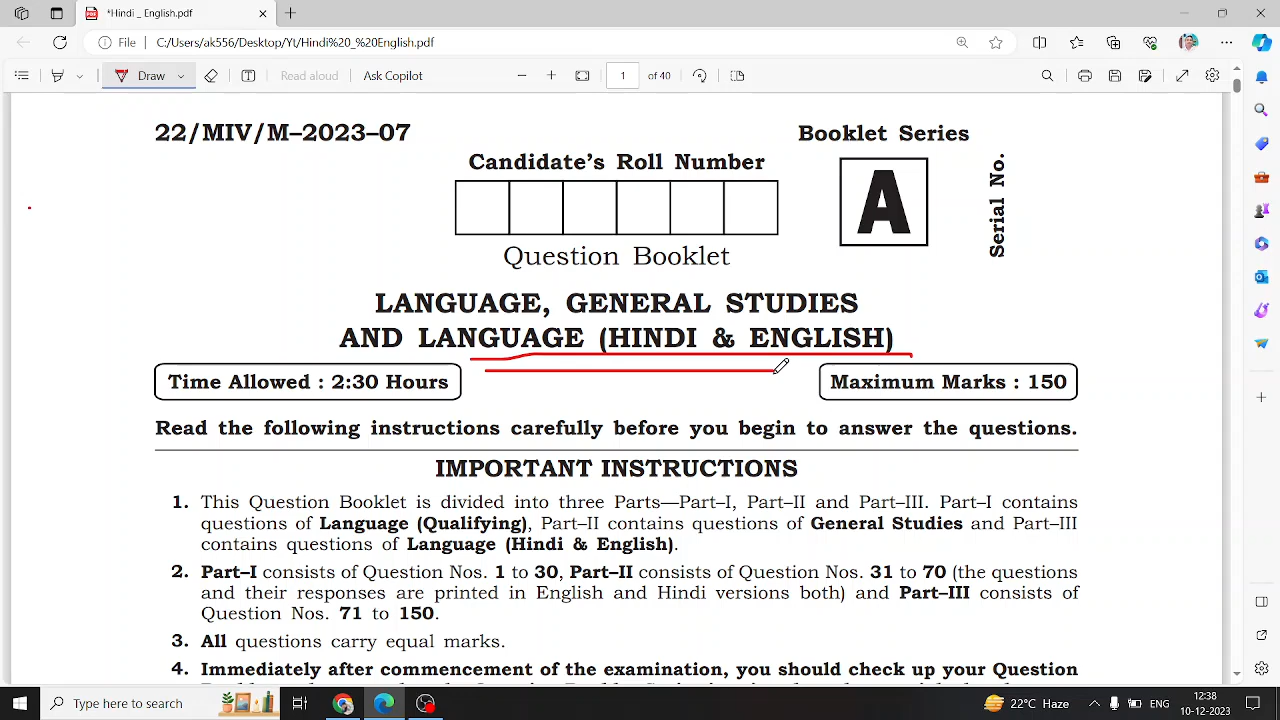 *Hindi _ English.pdf
File
C:/Users/ak556/Desktop/Yt/Hindi%20_%20English.pdf
Draw
Read aloud
Ask Copilot
1
of 40
22/MIV/M–2023–07
Booklet Series
Candidate's Roll Number
A
Serial No.
Question Booklet
LANGUAGE, GENERAL STUDIES
AND LANGUAGE (HINDI & ENGLISH)
Time Allowed : 2:30 Hours
Maximum Marks : 150
Read the following instructions carefully before you begin to answer the questions.
IMPORTANT INSTRUCTIONS
1. This Question Booklet is divided into three Parts—Part–I, Part–II and Part–III. Part–I contains
questions of Language (Qualifying), Part–II contains questions of General Studies and Part–III
contains questions of Language (Hindi & English).
2. Part–I consists of Question Nos. 1 to 30, Part–II consists of Question Nos. 31 to 70 (the questions
and their responses are printed in English and Hindi versions both) and Part–III consists of
Question Nos. 71 to 150.
3. All questions carry equal marks.
4. Immediately after commencement of the examination, you should check up your Question
Type here to search
22°C Haze
ENG
12:38
10-12-2023